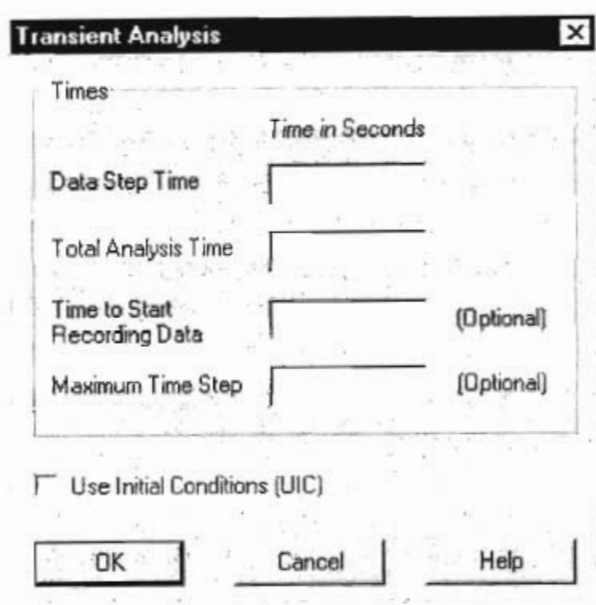 Transient Analysis
Times
Time in Seconds
Data Step Time
Total Analysis Time
Time to Start
Recording Data
(Optional)
Maximum Time Step
(Optional)
Use Initial Conditions (UIC)
OK
Cancel
Help